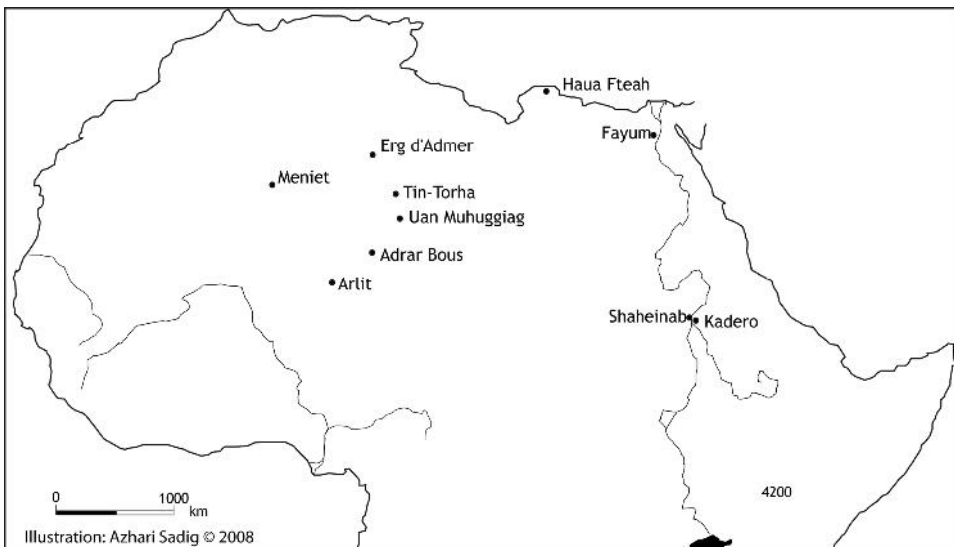 Haua Fteah
Fayum
Erg d'Admer
Meniet
Tin-Torha
Uan Muhuggiag
Adrar Bous
Arlit
Shaheinab
Kadero
4200
0 1000
km
Illustration: Azhari Sadig © 2008